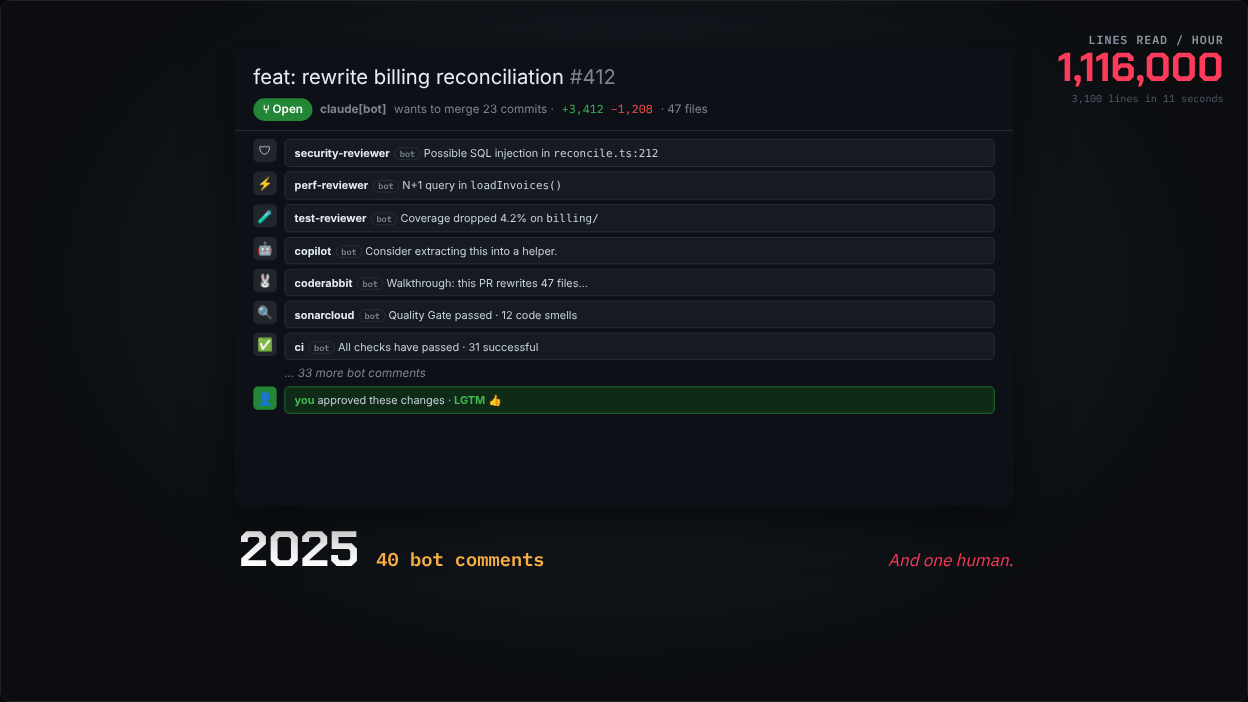 LINES READ / HOUR
1,116,000
3,100 lines in 11 seconds
feat: rewrite billing reconciliation #412
Open claude[bot] wants to merge 23 commits · +3,412 −1,208 · 47 files
security-reviewer bot Possible SQL injection in reconcile.ts:212
perf-reviewer bot N+1 query in loadInvoices()
test-reviewer bot Coverage dropped 4.2% on billing/
copilot bot Consider extracting this into a helper.
coderabbit bot Walkthrough: this PR rewrites 47 files…
sonarcloud bot Quality Gate passed · 12 code smells
ci bot All checks have passed · 31 successful
… 33 more bot comments
you approved these changes · LGTM 👍
2025 40 bot comments
And one human.